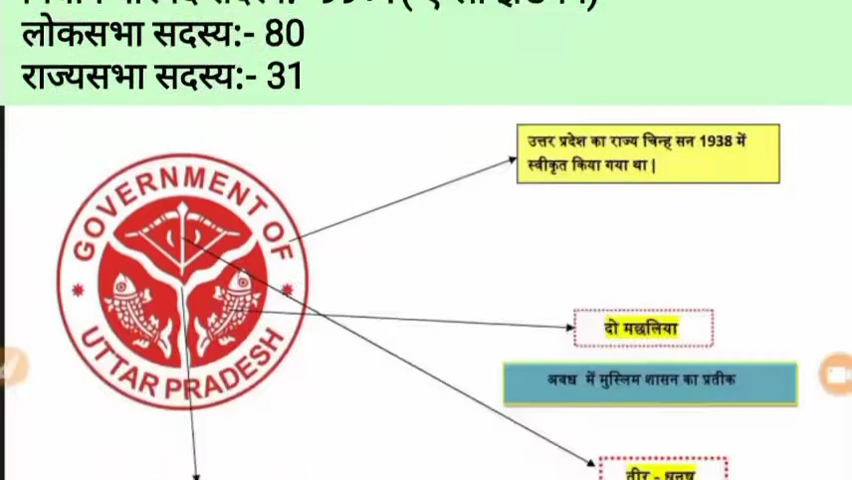 लोकसभा सदस्य:- 80
राज्यसभा सदस्य:- 31
उत्तर प्रदेश का राज्य चिन्ह सन 1938 में
स्वीकृत किया गया था |
GOVERNMENT OF
UTTAR PRADESH
दो मछलिया
अवध में मुस्लिम शासन का प्रतीक
तीर - धनुष